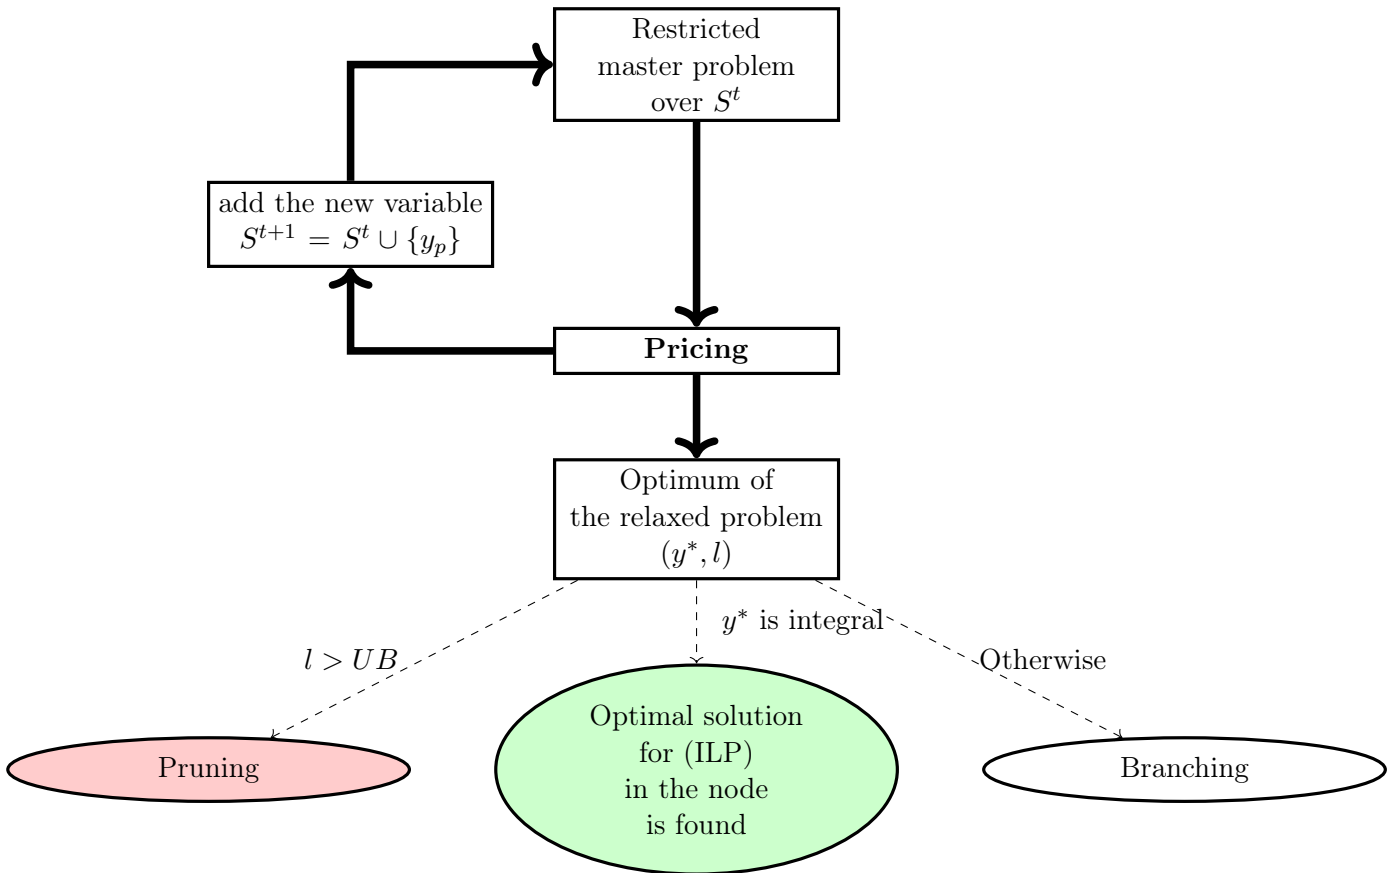 Restricted
master problem
over $S^t$
add the new variable
$S^{t+1} = S^t \cup \{y_p\}$
Pricing
Optimum of
the relaxed problem
$(y^*, l)$
$y^*$ is integral
$l > UB$
Otherwise
Optimal solution
for (ILP)
in the node
is found
Pruning
Branching